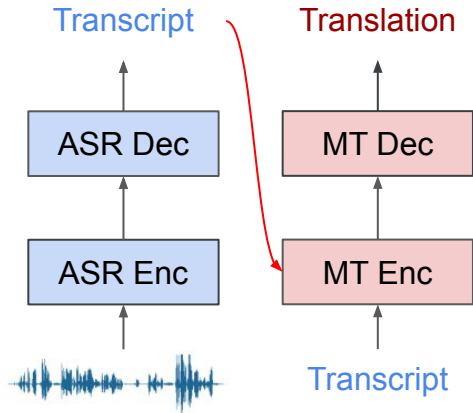 Transcript
Translation
ASR Dec
MT Dec
ASR Enc
MT Enc
Transcript